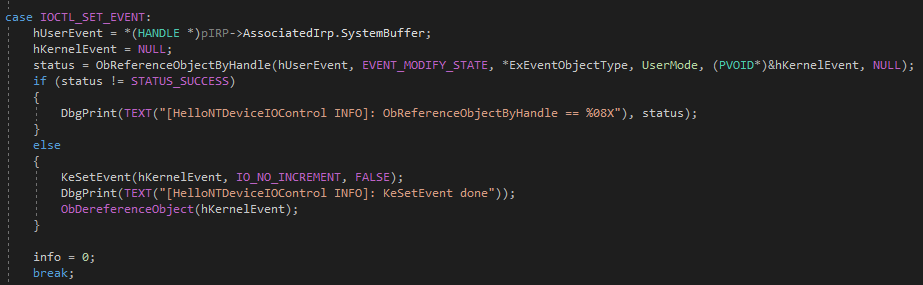 case IOCTL_SET_EVENT:
hUserEvent = *(HANDLE *)pIRP->AssociatedIrp.SystemBuffer;
hKernelEvent = NULL;
status = ObReferenceObjectByHandle(hUserEvent, EVENT_MODIFY_STATE, *ExEventObjectType, UserMode, (PVOID*)&hKernelEvent, NULL);
if (status != STATUS_SUCCESS)
{
DbgPrint(TEXT("[HelloNTDeviceIOControl INFO]: ObReferenceObjectByHandle == %08X"), status);
}
else
{
KeSetEvent(hKernelEvent, IO_NO_INCREMENT, FALSE);
DbgPrint(TEXT("[HelloNTDeviceIOControl INFO]: KeSetEvent done"));
ObDereferenceObject(hKernelEvent);
}
info = 0;
break;